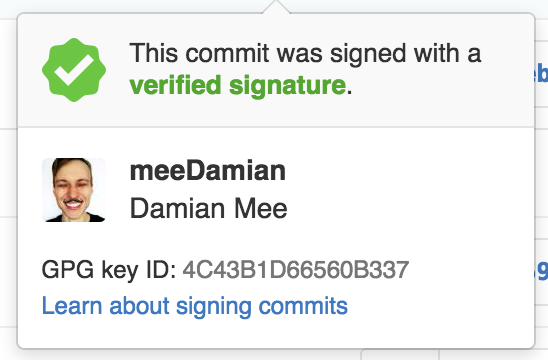 This commit was signed with a
verified signature.
meeDamian
Damian Mee
GPG key ID: 4C43B1D66560B337
Learn about signing commits